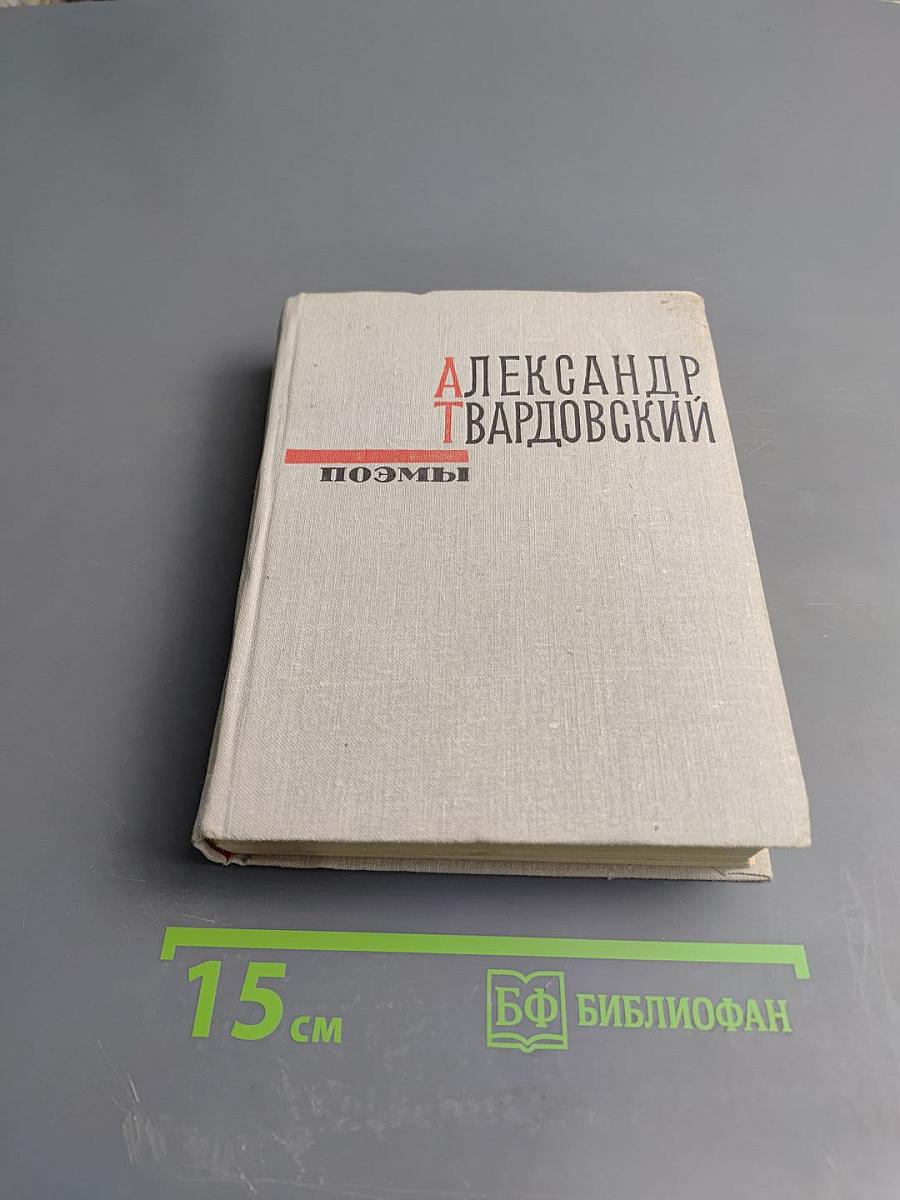 АЛЕКСАНДР
ТВАРДОВСКИЙ
ПОЭМЫ
15 см
БФ БИБЛИОФАН